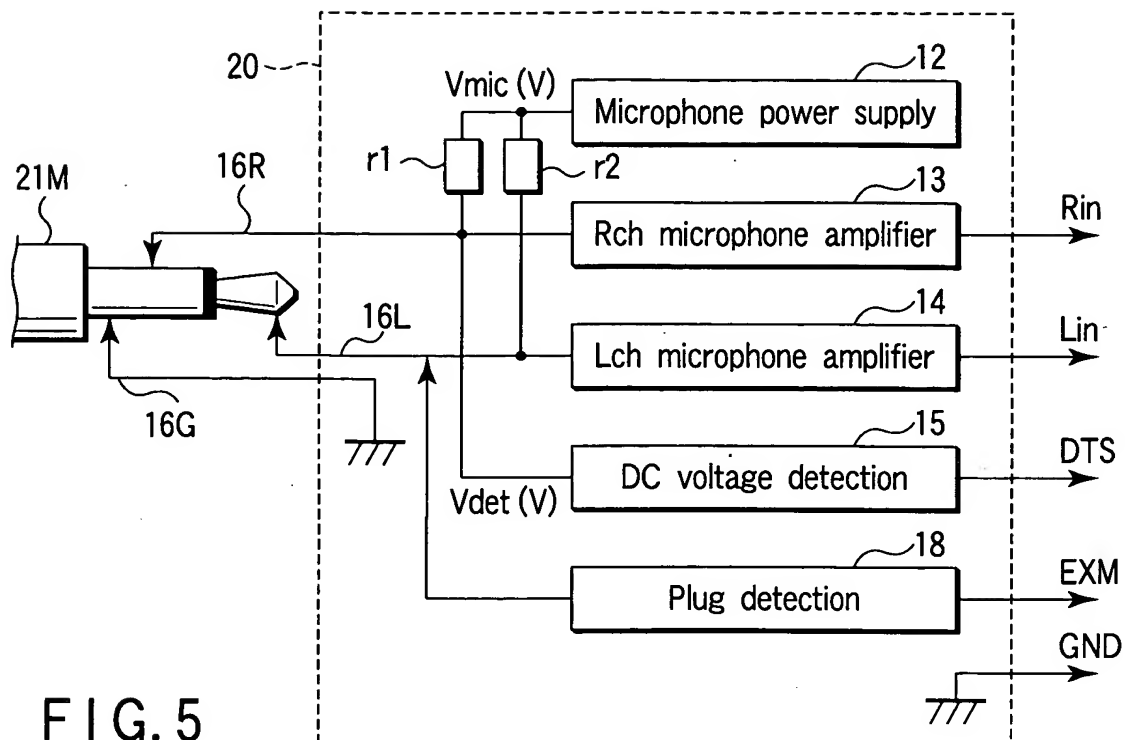 20
Vmic (V)
12
Microphone power supply
r1
r2
21M
16R
13
Rch microphone amplifier
Rin
16L
14
Lch microphone amplifier
Lin
16G
15
DC voltage detection
DTS
Vdet (V)
18
Plug detection
EXM
GND
FIG. 5